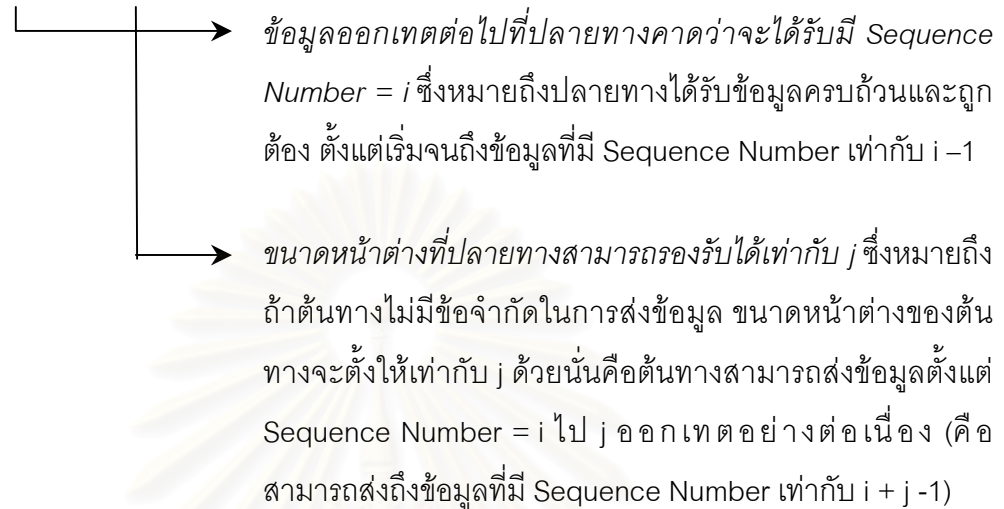 ข้อมูลออกเทตต่อไปที่ปลายทางคาดว่าจะได้รับมี Sequence
Number = i ซึ่งหมายถึงปลายทางได้รับข้อมูลครบถ้วนและถูก
ต้อง ตั้งแต่เริ่มจนถึงข้อมูลที่มี Sequence Number เท่ากับ i –1
ขนาดหน้าต่างที่ปลายทางสามารถรองรับได้เท่ากับ j ซึ่งหมายถึง
ถ้าต้นทางไม่มีข้อจำกัดในการส่งข้อมูล ขนาดหน้าต่างของต้น
ทางจะตั้งให้เท่ากับ j ด้วยนั่นคือต้นทางสามารถส่งข้อมูลตั้งแต่
Sequence Number = i ไป j ออกเทตอย่างต่อเนื่อง (คือ
สามารถส่งถึงข้อมูลที่มี Sequence Number เท่ากับ i + j -1)